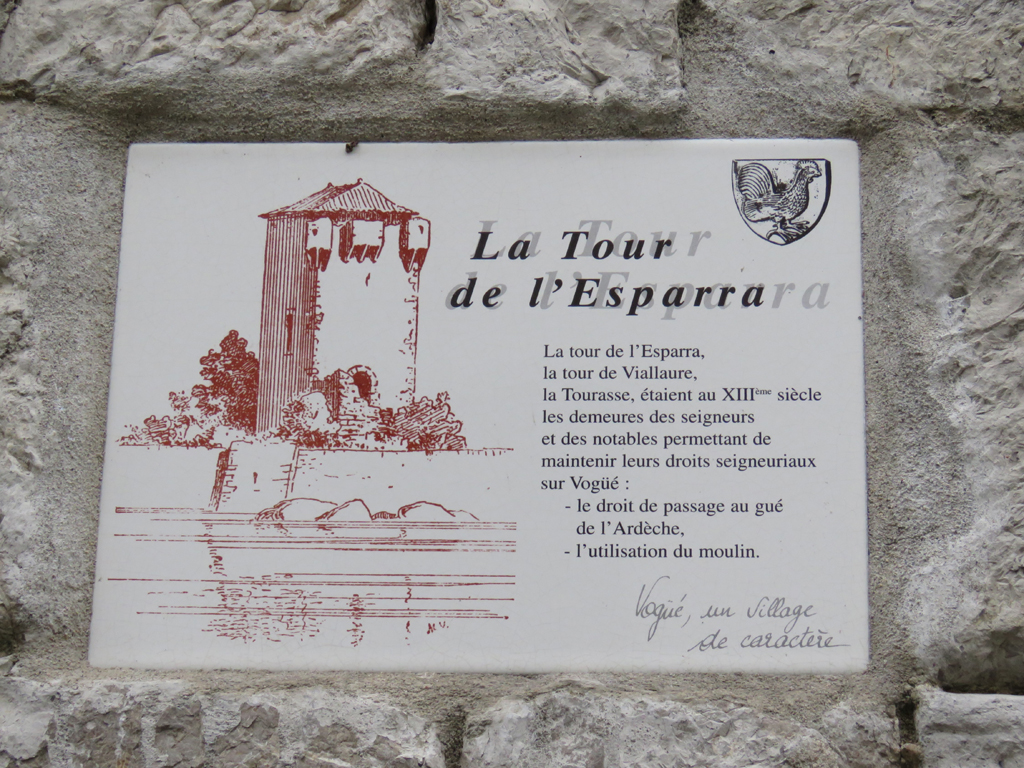 La Tour
de l'Esparra
La tour de l'Esparra,
la tour de Viallaure,
la Tourasse, étaient au XIIIème siècle
les demeures des seigneurs
et des notables permettant de
maintenir leurs droits seigneuriaux
sur Vogüé :
- le droit de passage au gué
de l'Ardèche,
- l'utilisation du moulin.
Vogüé, un village
de caractère